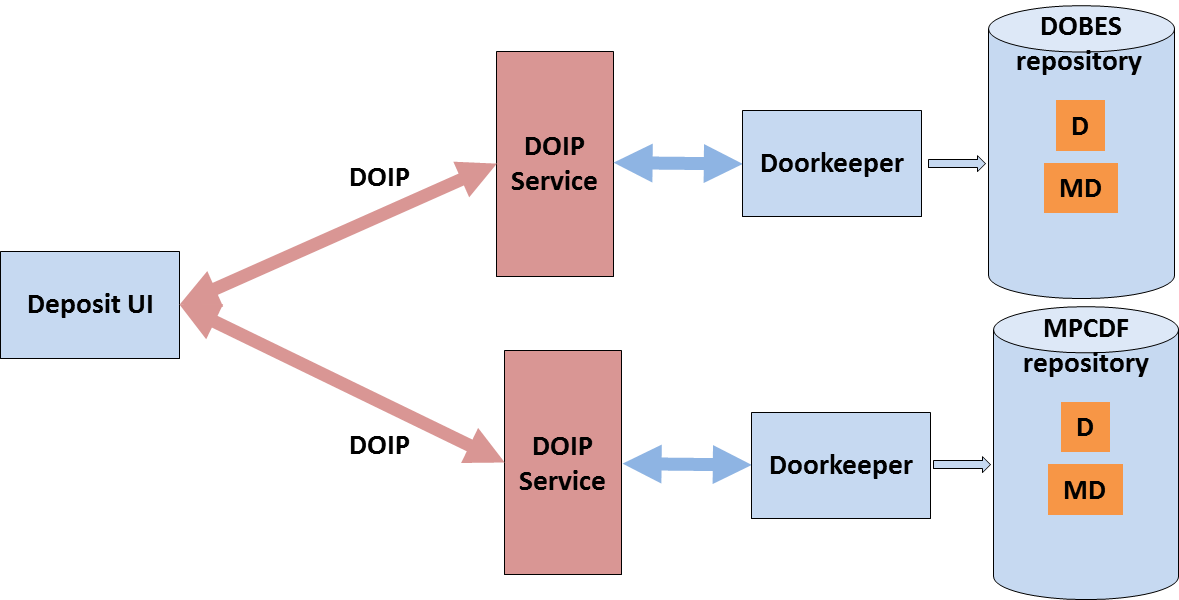 DOBES
repository
D
MD
DOIP
Service
Doorkeeper
DOIP
Deposit UI
MPCDF
repository
D
MD
DOIP
Service
Doorkeeper
DOIP